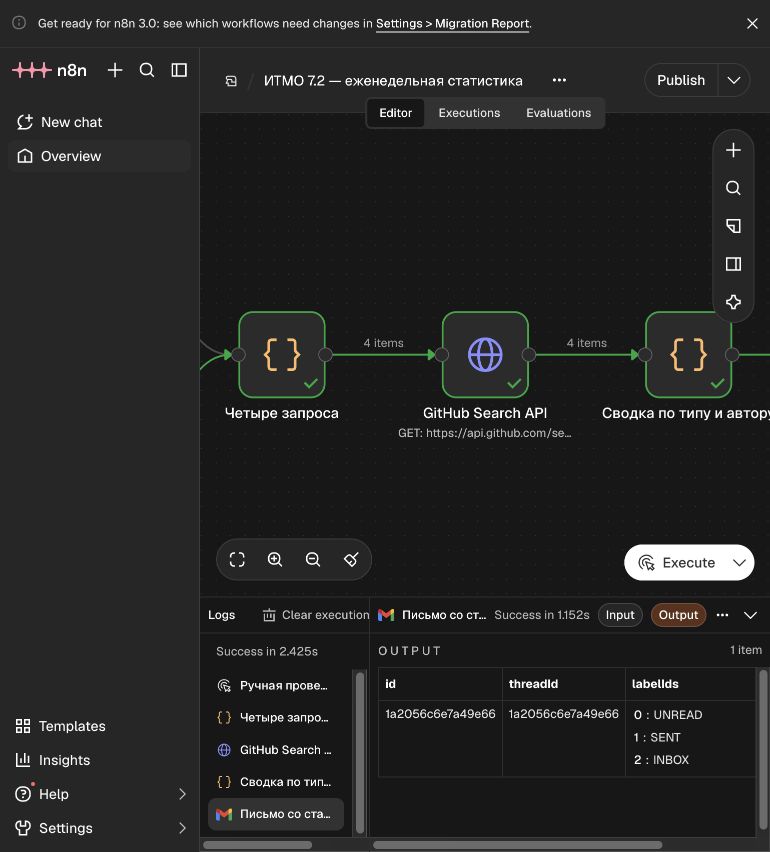 Get ready for n8n 3.0: see which workflows need changes in Settings > Migration Report.
n8n
ИТМО 7.2 — еженедельная статистика
Publish
Editor
Executions
Evaluations
New chat
Overview
4 items
4 items
Четыре запроса
GitHub Search API
Сводка по типу и автору
GET: https://api.github.com/se...
Execute
Logs
Clear execution
Письмо со ст...
Success in 1.152s
Input
Output
Success in 2.425s
OUTPUT
1 item
Ручная прове...
Четыре запро...
GitHub Search ...
Сводка по тип...
Письмо со ста...
id
threadId
labelIds
1a2056c6e7a49e66
1a2056c6e7a49e66
0 : UNREAD
1 : SENT
2 : INBOX
Templates
Insights
Help
Settings